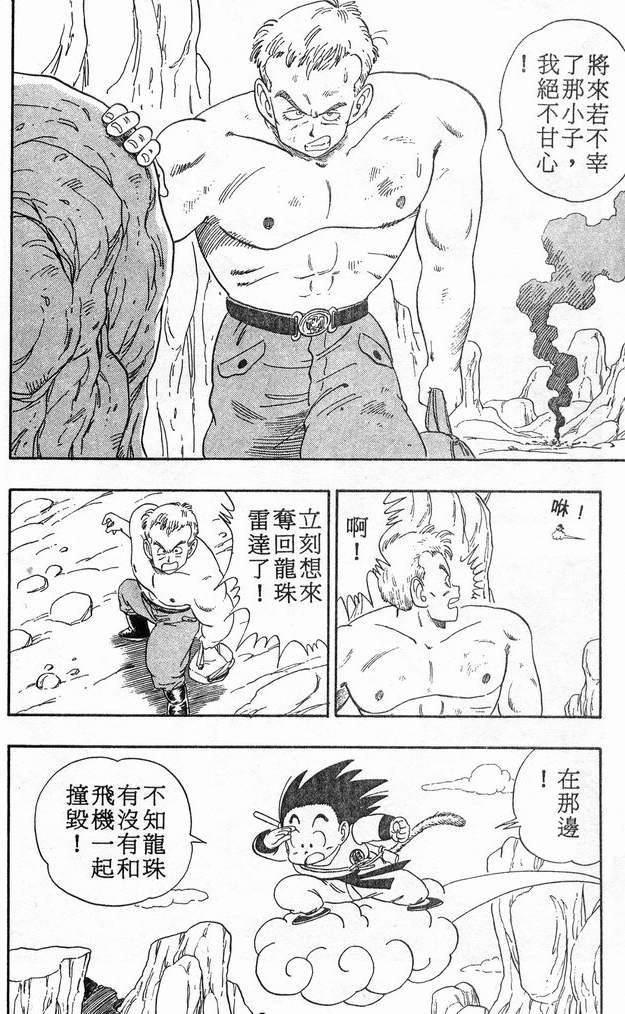 將來若不幸
了那小子，
我絕不甘心
！
咻！
啊！
立刻想來
奪回龍珠
雷達了！
在那邊
！
不知龍珠
有沒有和
飛機一起
撞毀！